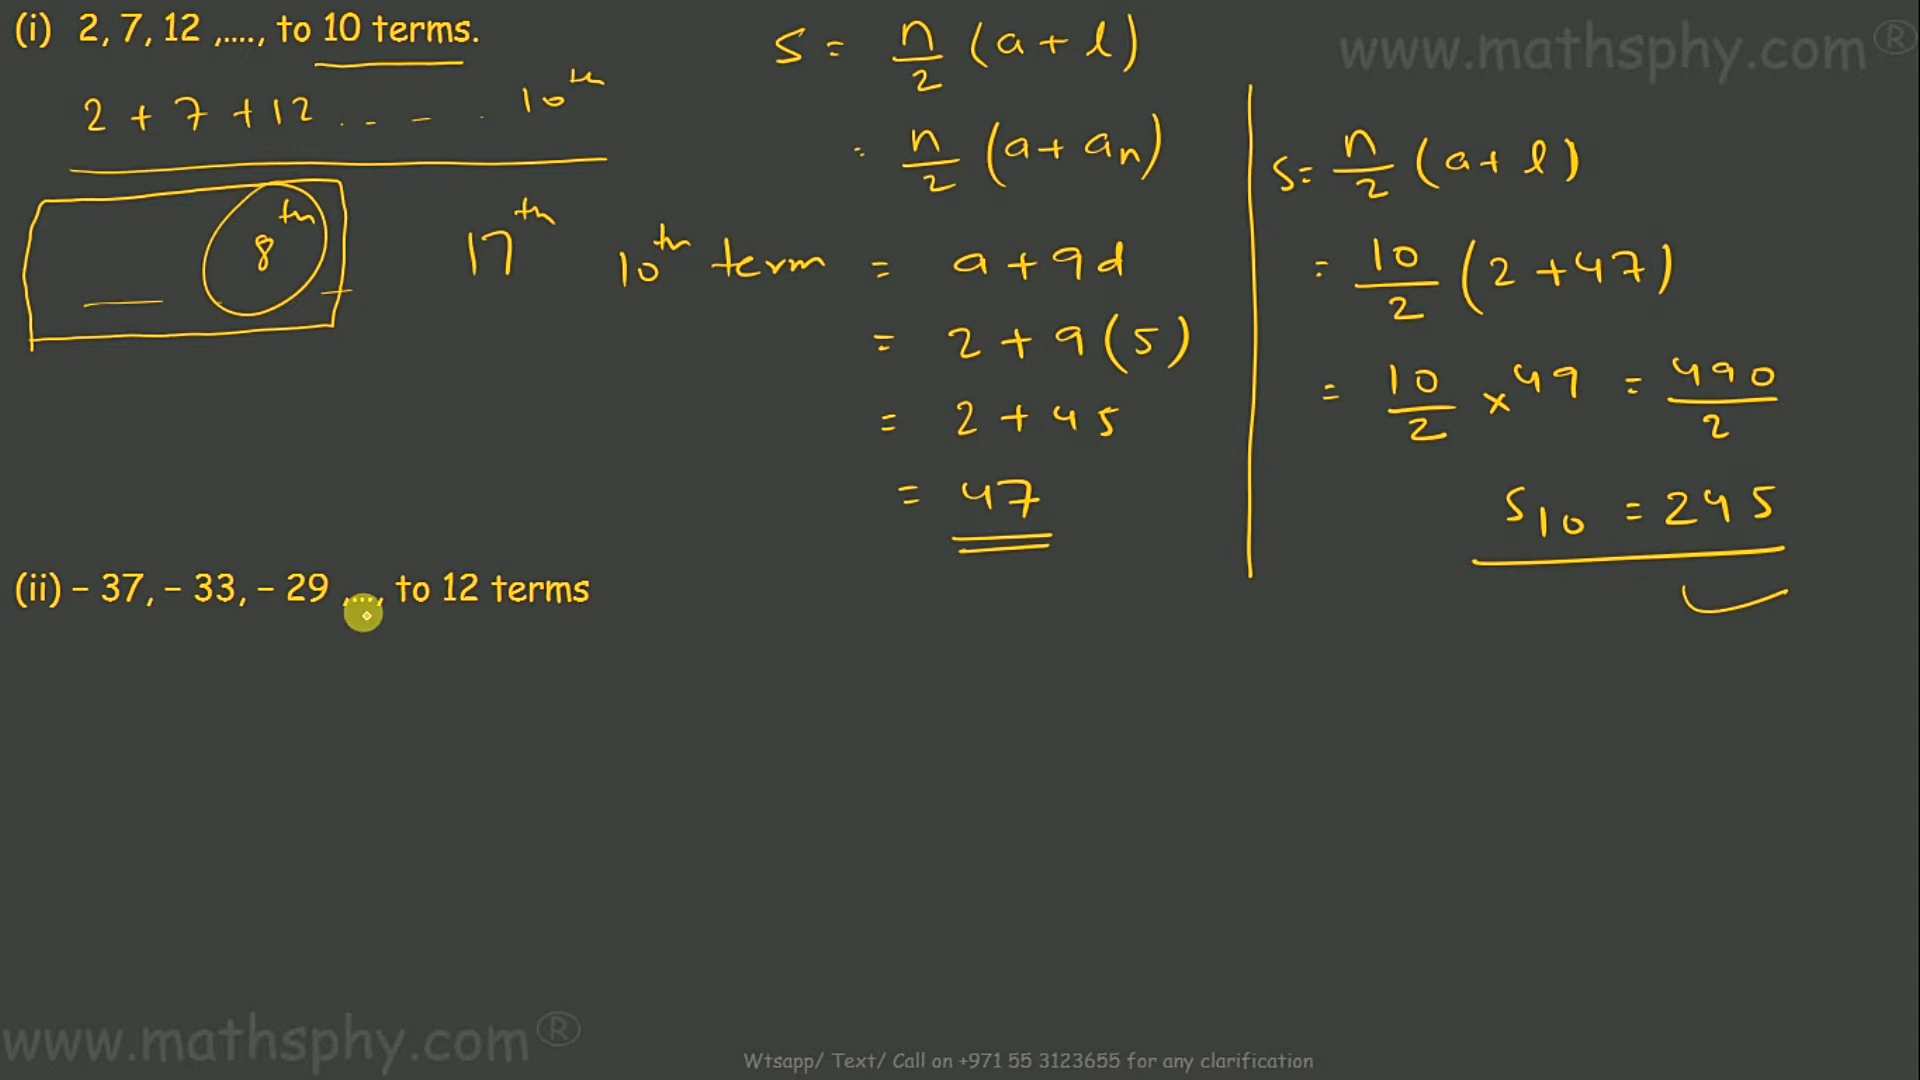 (i) 2, 7, 12 ,...., to 10 terms.
2 + 7 + 12 . - - . 10th
8th
17th
S = n/2 (a + l)
= n/2 (a + an)
10th term = a + 9d
= 2 + 9(5)
= 2 + 45
= 47
www.mathsphy.com®
S = n/2 (a + l)
= 10/2 (2 + 47)
= 10/2 × 49 = 490/2
S10 = 245
(ii) – 37, – 33, – 29 ,...., to 12 terms
www.mathsphy.com®
Wtsapp/ Text/ Call on +971 55 3123655 for any clarification